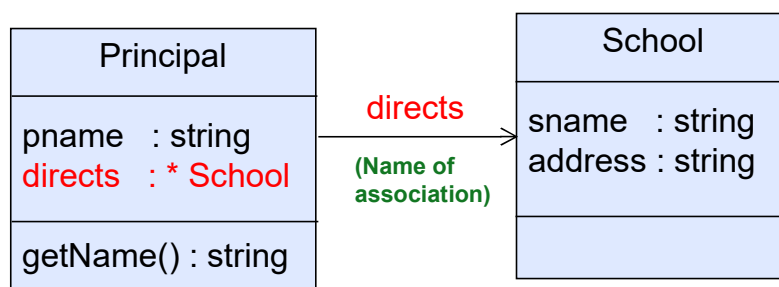 Principal
pname : string
directs : * School
getName() : string
directs
(Name of
association)
School
sname : string
address : string